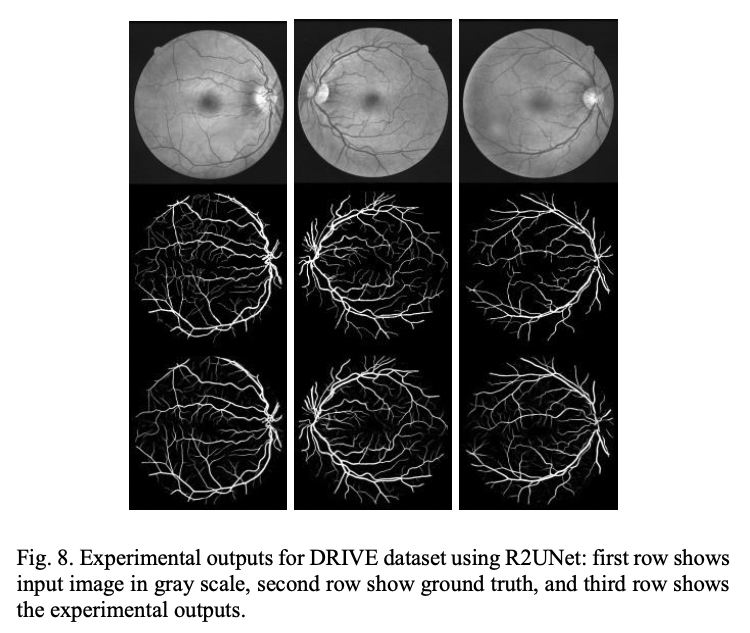 Fig. 8. Experimental outputs for DRIVE dataset using R2UNet: first row shows
input image in gray scale, second row show ground truth, and third row shows
the experimental outputs.